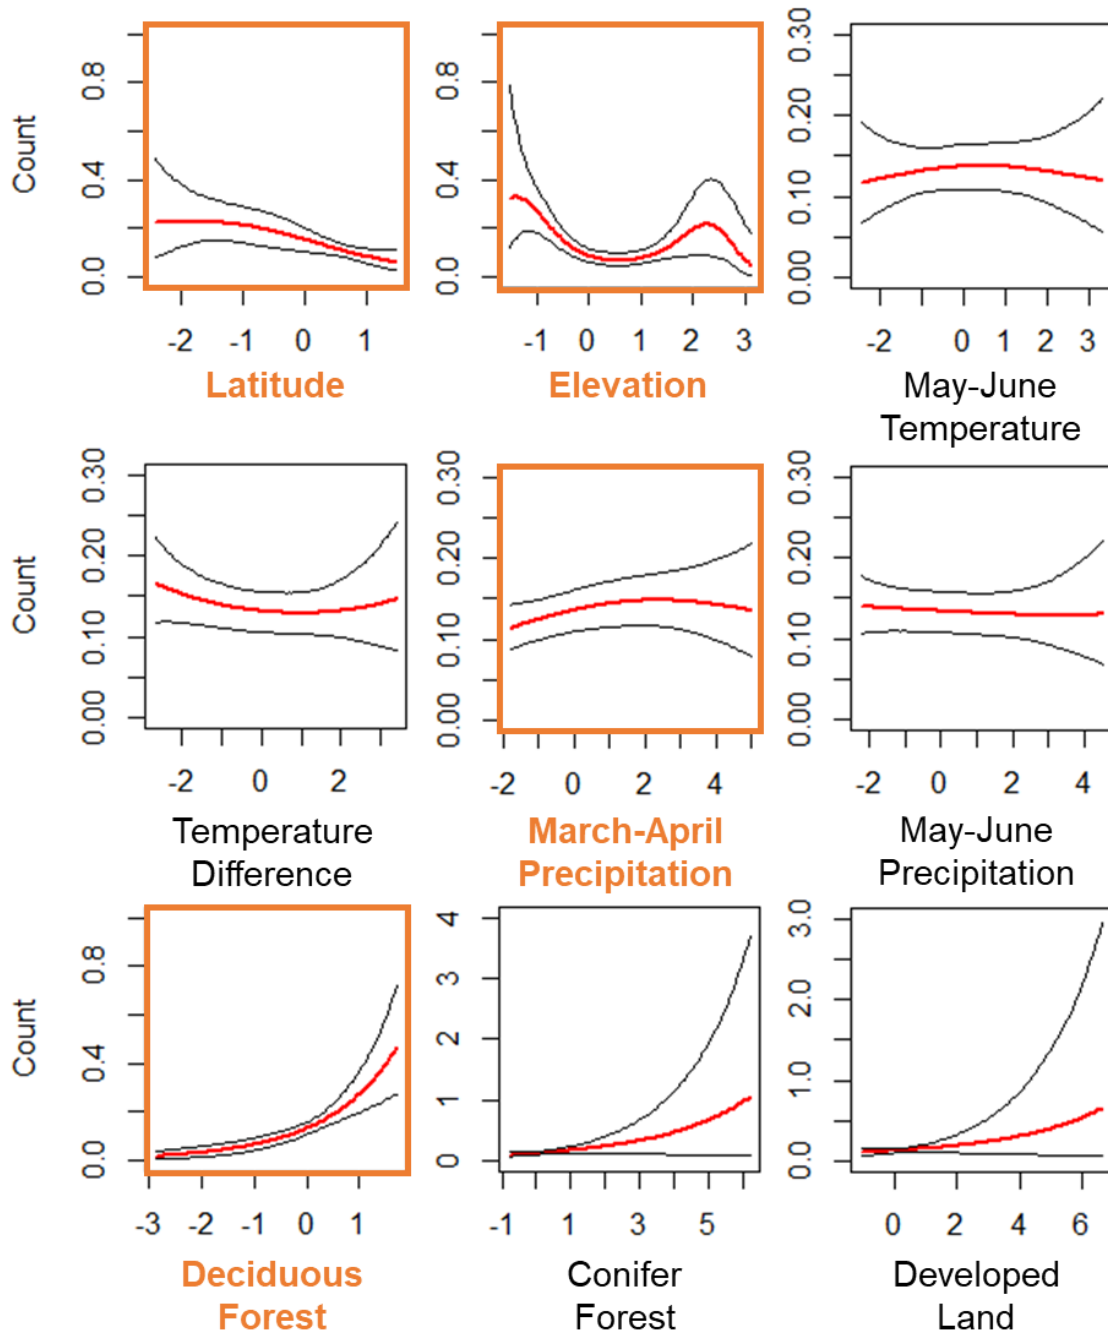 Count
0.0 0.4 0.8
-2 -1 0 1
Latitude
0.0 0.4 0.8
-1 0 1 2 3
Elevation
0.00 0.10 0.20 0.30
-2 0 1 2 3
May-June
Temperature
Count
0.00 0.10 0.20 0.30
-2 0 2
Temperature
Difference
0.00 0.10 0.20 0.30
-2 0 2 4
March-April
Precipitation
0.00 0.10 0.20 0.30
-2 0 2 4
May-June
Precipitation
Count
0.0 0.4 0.8
-3 -2 -1 0 1
Deciduous
Forest
0 1 2 3 4
-1 1 3 5
Conifer
Forest
0.0 1.0 2.0 3.0
0 2 4 6
Developed
Land